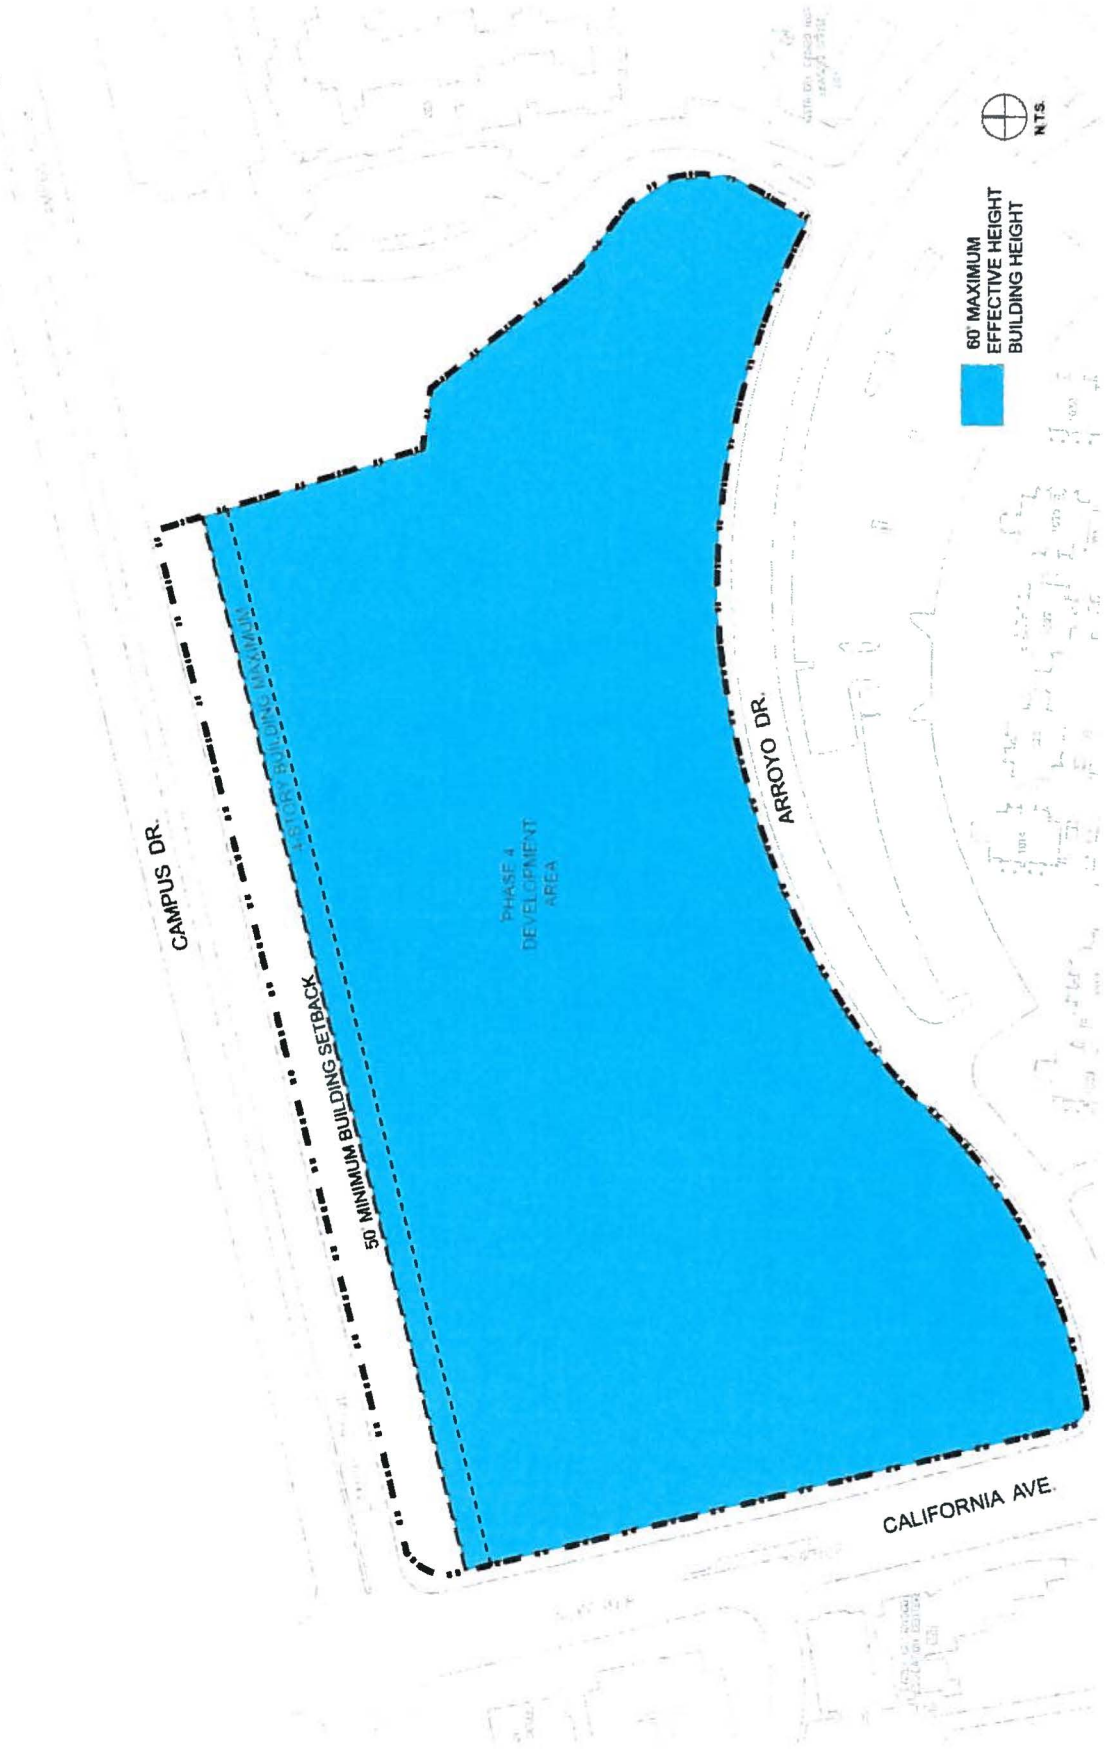 CAMPUS DR.
4-STORY BUILDING MAXIMUM
50' MINIMUM BUILDING SETBACK
PHASE 4
DEVELOPMENT
AREA
ARROYO DR.
CALIFORNIA AVE.
60' MAXIMUM
EFFECTIVE HEIGHT
BUILDING HEIGHT
N.T.S.